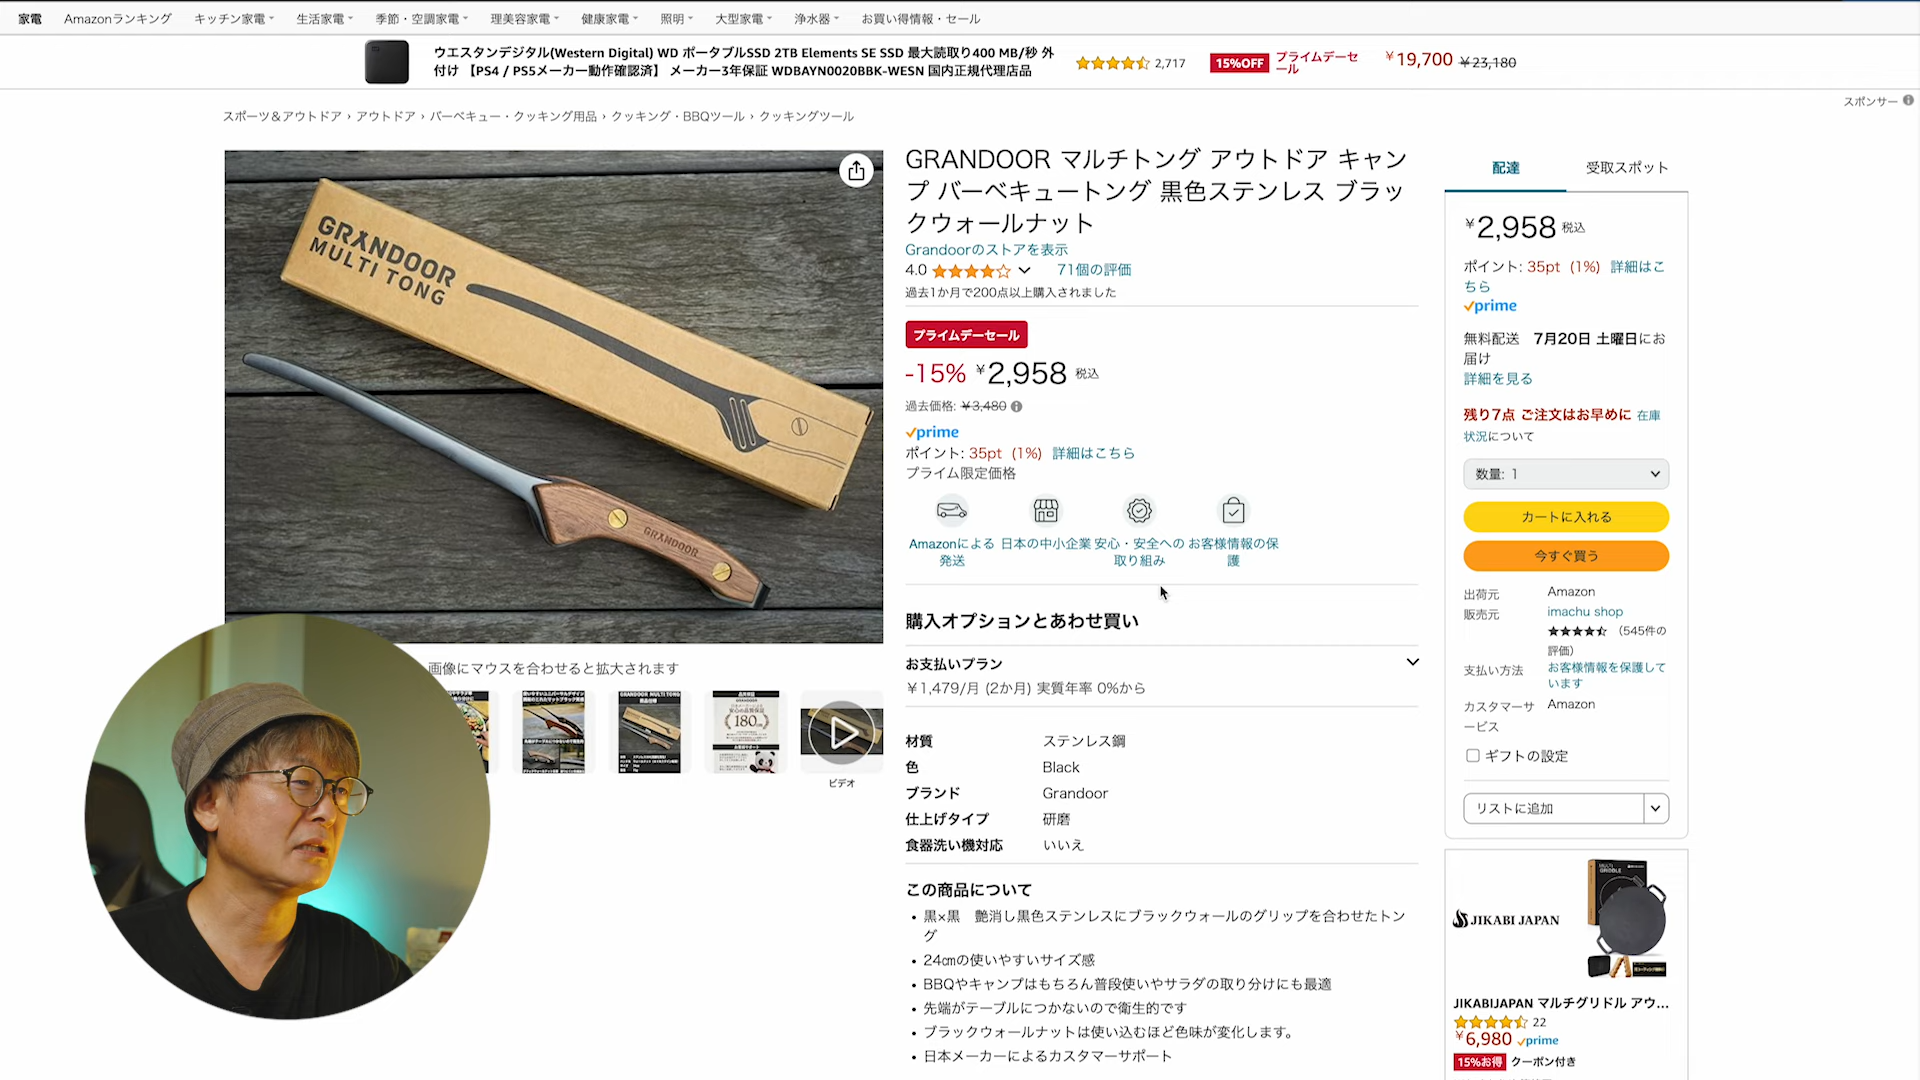 家電 Amazonランキング キッチン家電 生活家電 季節・空調家電 理美容家電 健康家電 照明 大型家電 浄水器 お買い得情報・セール
ウエスタンデジタル(Western Digital) WD ポータブルSSD 2TB Elements SE SSD 最大読取り400 MB/秒 外
付け 【PS4 / PS5メーカー動作確認済】 メーカー3年保証 WDBAYN0020BBK-WESN 国内正規代理店品
2,717
15%OFF
プライムデーセ
ール
￥19,700 ￥23,180
スポンサー
スポーツ＆アウトドア › アウトドア › バーベキュー・クッキング用品 › クッキング・BBQツール › クッキングツール
GRANDOOR
MULTI TONG
GRANDOOR
画像にマウスを合わせると拡大されます
GRANDOOR MULTI TONG
180
ビデオ
GRANDOOR マルチトング アウトドア キャン
プ バーベキュートング 黒色ステンレス ブラッ
クウォールナット
Grandoorのストアを表示
4.0 71個の評価
過去1か月で200点以上購入されました
プライムデーセール
-15% ￥2,958 税込
過去価格: ￥3,480
prime
ポイント: 35pt (1%) 詳細はこちら
プライム限定価格
Amazonによる
発送
日本の中小企業
安心・安全への
取り組み
お客様情報の保
護
購入オプションとあわせ買い
お支払いプラン
￥1,479/月 (2か月) 実質年率 0%から
材質 ステンレス鋼
色 Black
ブランド Grandoor
仕上げタイプ 研磨
食器洗い機対応 いいえ
この商品について
• 黒×黒　艶消し黒色ステンレスにブラックウォールのグリップを合わせたトン
グ
• 24㎝の使いやすいサイズ感
• BBQやキャンプはもちろん普段使いやサラダの取り分けにも最適
• 先端がテーブルにつかないので衛生的です
• ブラックウォールナットは使い込むほど色味が変化します。
• 日本メーカーによるカスタマーサポート
配達 受取スポット
￥2,958 税込
ポイント: 35pt (1%) 詳細はこ
ちら
prime
無料配送 7月20日 土曜日にお
届け
詳細を見る
残り7点 ご注文はお早めに 在庫
状況について
数量: 1
カートに入れる
今すぐ買う
出荷元 Amazon
販売元 imachu shop
(545件の
評価)
支払い方法 お客様情報を保護して
います
カスタマーサ
ービス
Amazon
ギフトの設定
リストに追加
JIKABI JAPAN
JIKABIJAPAN マルチグリドル アウ...
22
￥6,980 prime
15%お得 クーポン付き